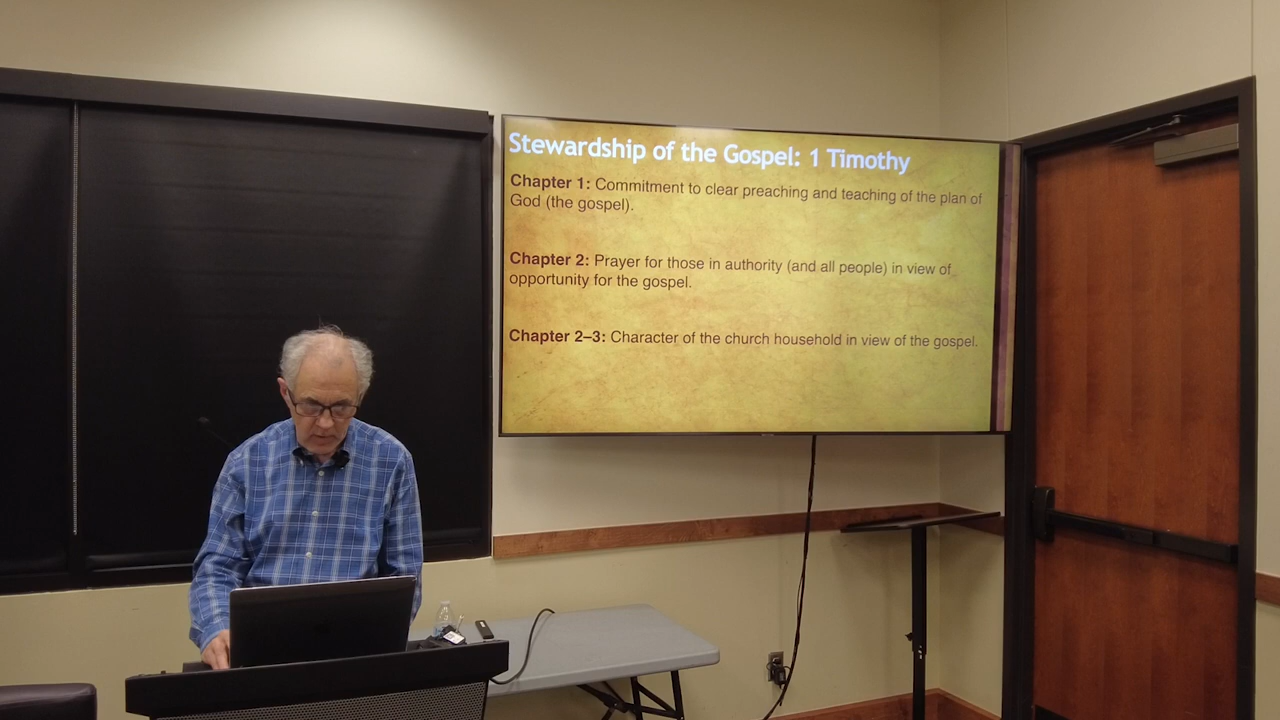 Stewardship of the Gospel: 1 Timothy
Chapter 1: Commitment to clear preaching and teaching of the plan of
God (the gospel).
Chapter 2: Prayer for those in authority (and all people) in view of
opportunity for the gospel.
Chapter 2–3: Character of the church household in view of the gospel.